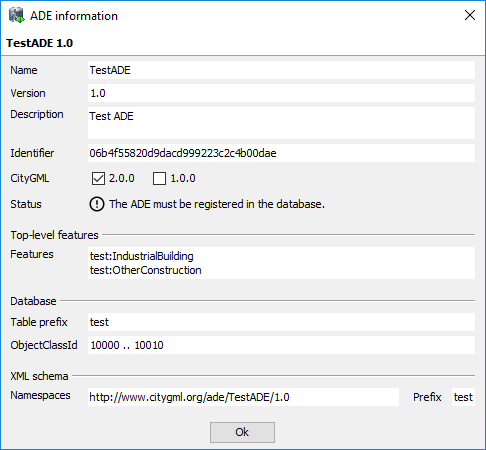 ADE information
TestADE 1.0
Name TestADE
Version 1.0
Description Test ADE
Identifier 06b4f55820d9dacd999223c2c4b00dae
CityGML 2.0.0 1.0.0
Status The ADE must be registered in the database.
Top-level features
Features test:IndustrialBuilding
test:OtherConstruction
Database
Table prefix test
ObjectClassId 10000 .. 10010
XML schema
Namespaces http://www.citygml.org/ade/TestADE/1.0 Prefix test
Ok